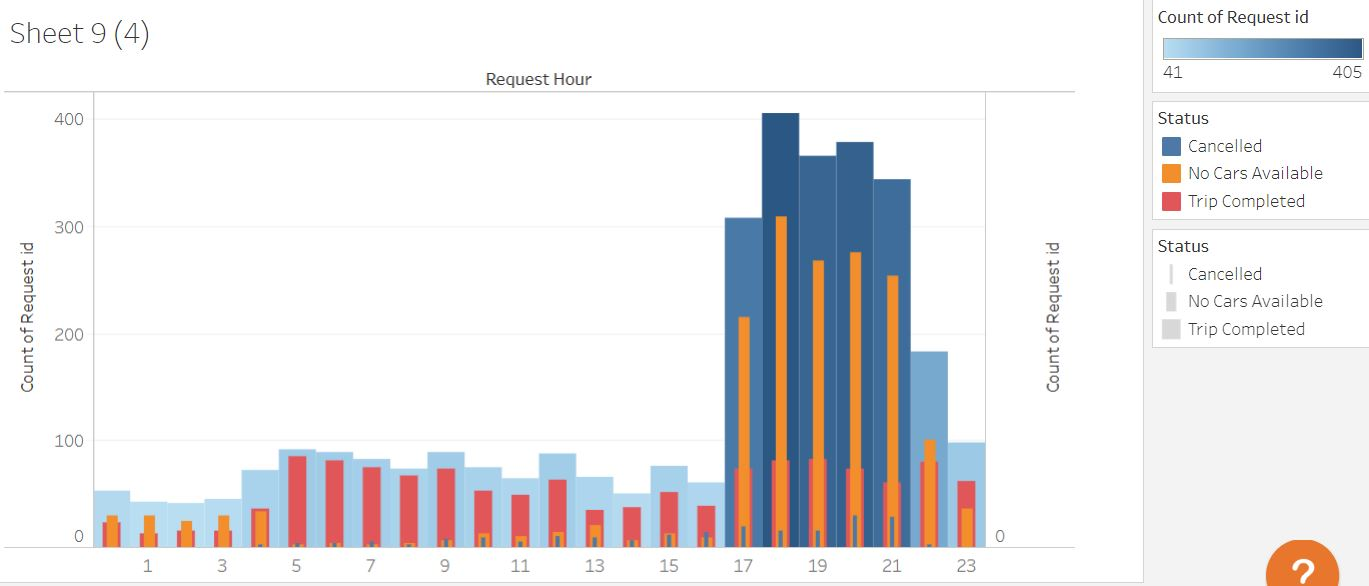 Sheet 9 (4)
Request Hour
Count of Request id
400
300
200
100
0
1 3 5 7 9 11 13 15 17 19 21 23
0
Count of Request id
Count of Request id
41 405
Status
Cancelled
No Cars Available
Trip Completed
Status
Cancelled
No Cars Available
Trip Completed
?